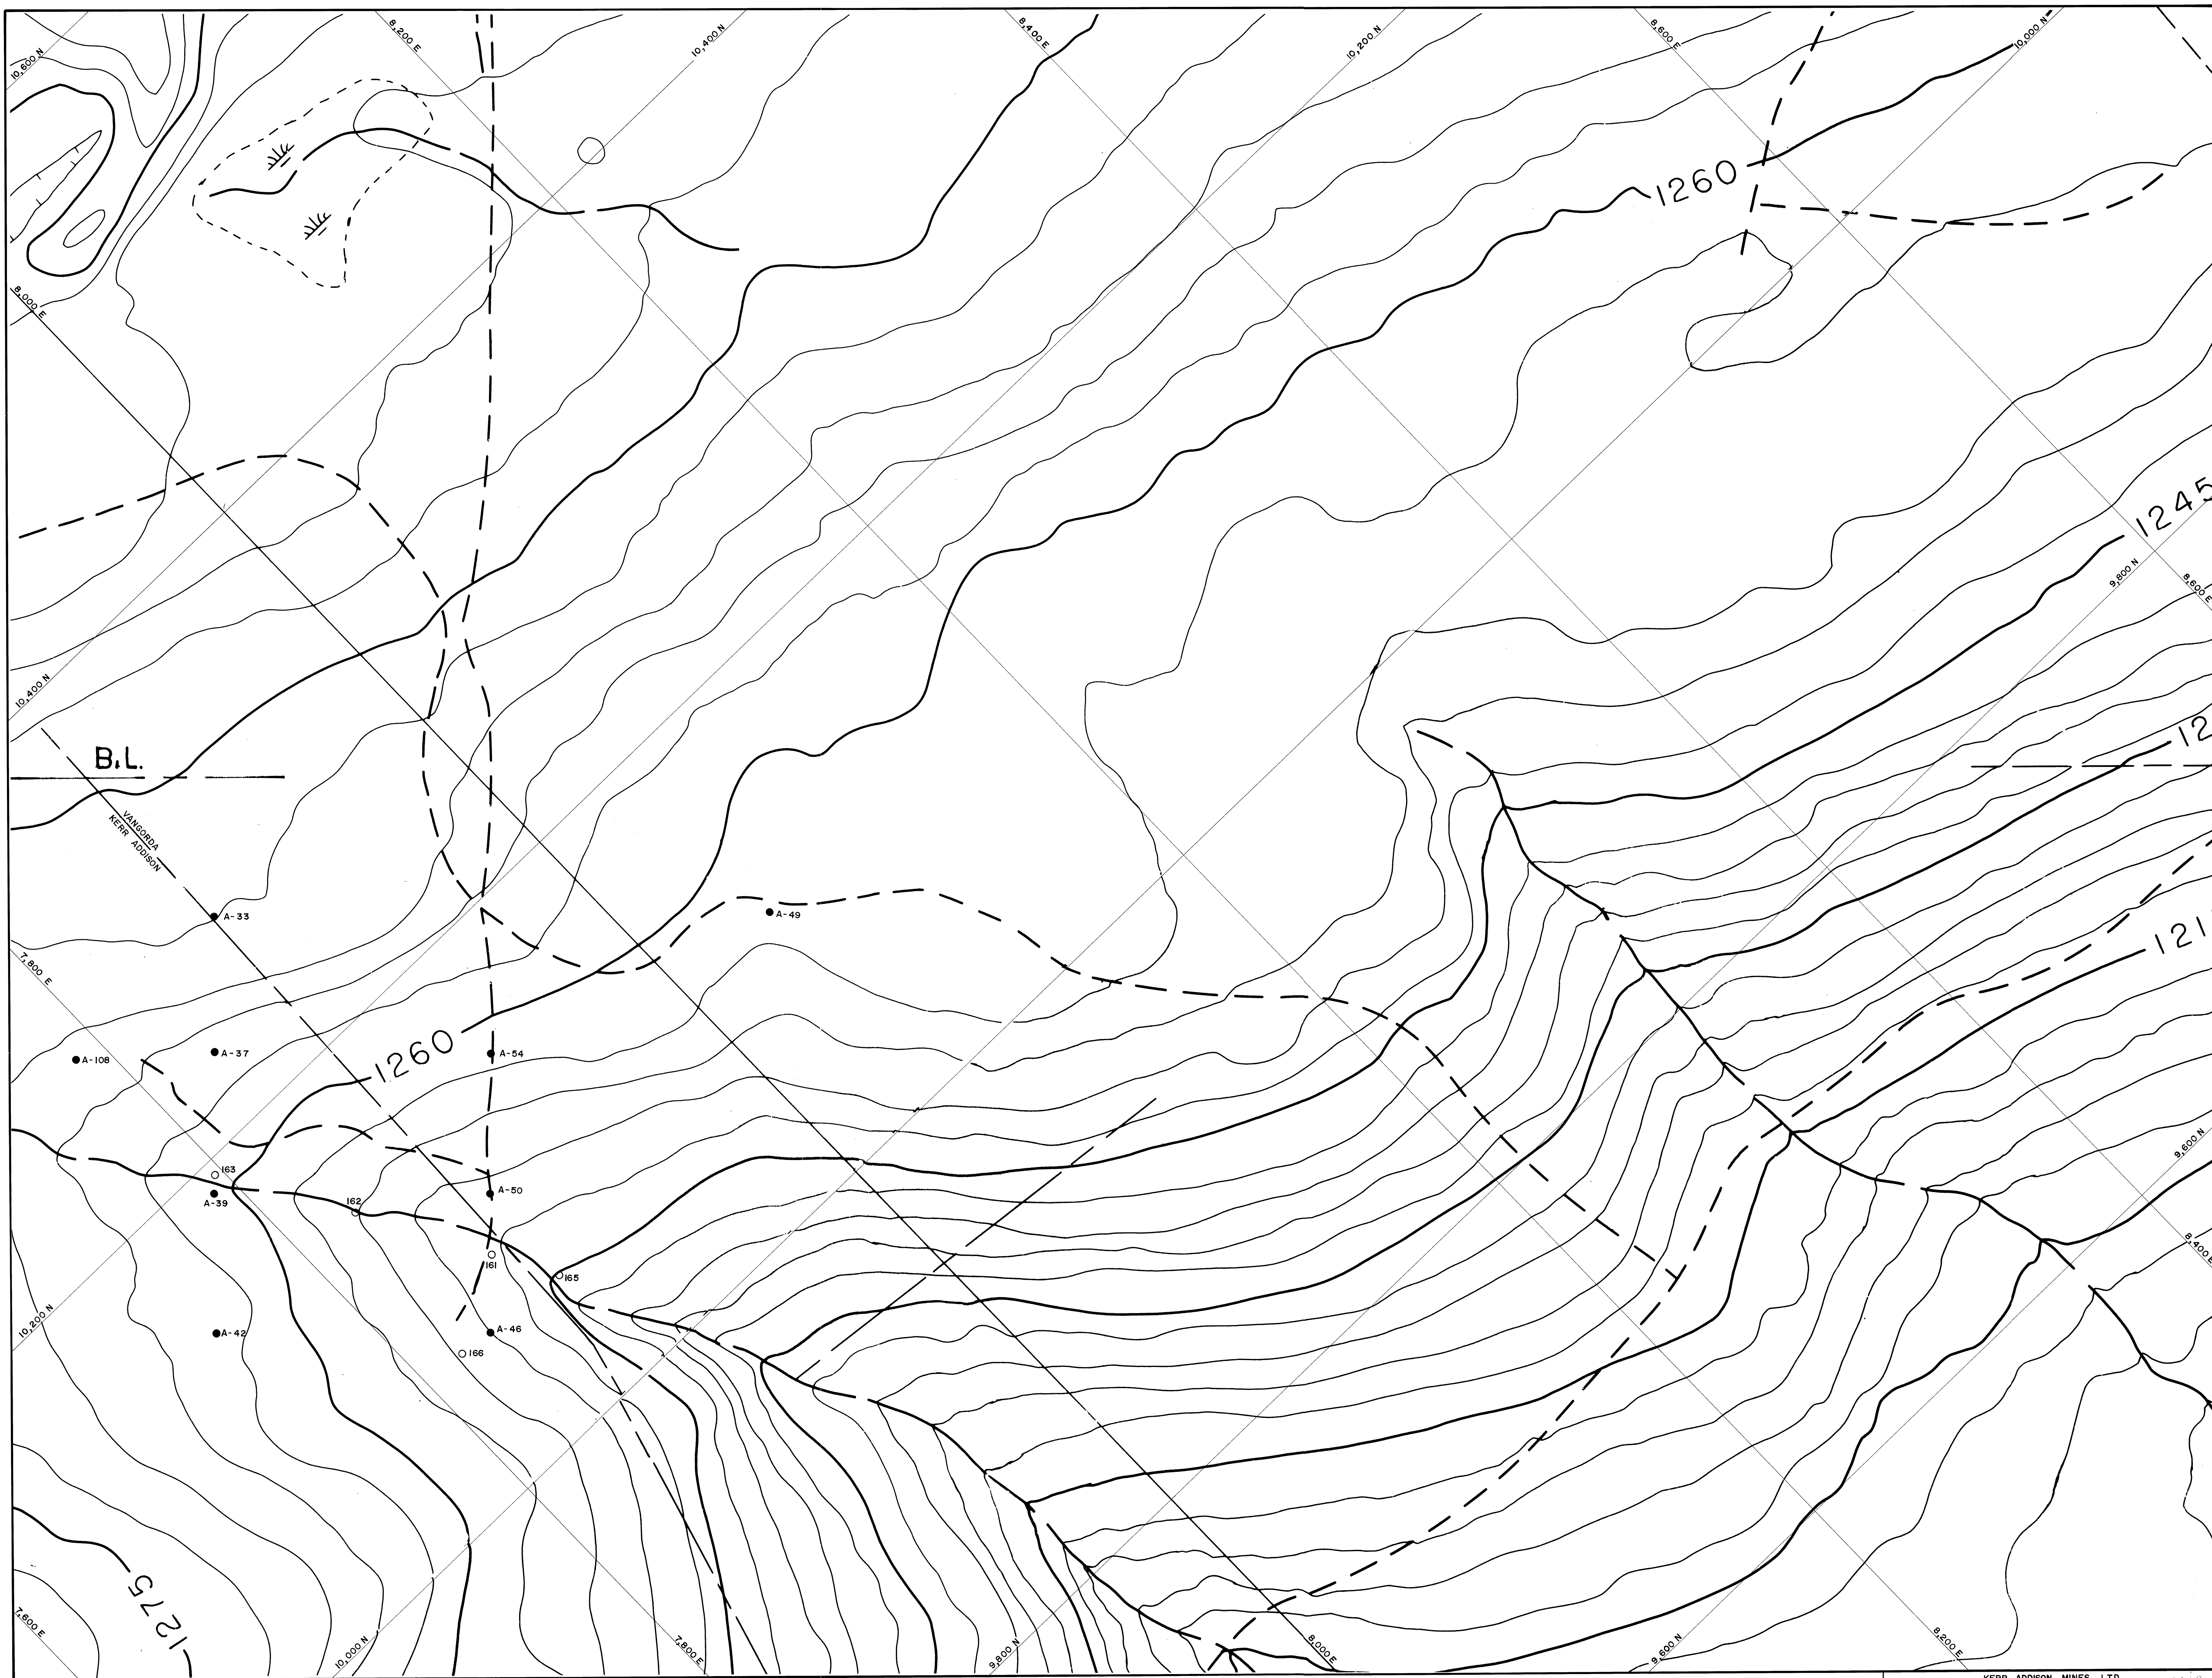 10,600 N
8,200 E
10,400 N
8,400 E
10,200 N
8,600 E
10,000 N
1260
8,000 E
1245
9,800 N
8,600 E
10,400 N
B.L.
12
VANGORDA
KERR ADDISON
A-33
A-49
121
7,800 E
1260
A-108
A-37
A-54
9,600 N
163
A-39
162
A-50
8,400 E
161
165
10,200 N
A-42
A-46
166
1275
7,600 E
10,000 N
7,800 E
9,800 N
8,000E
9,600 N
8,200 E
KERR ADDISON MINES LTD.